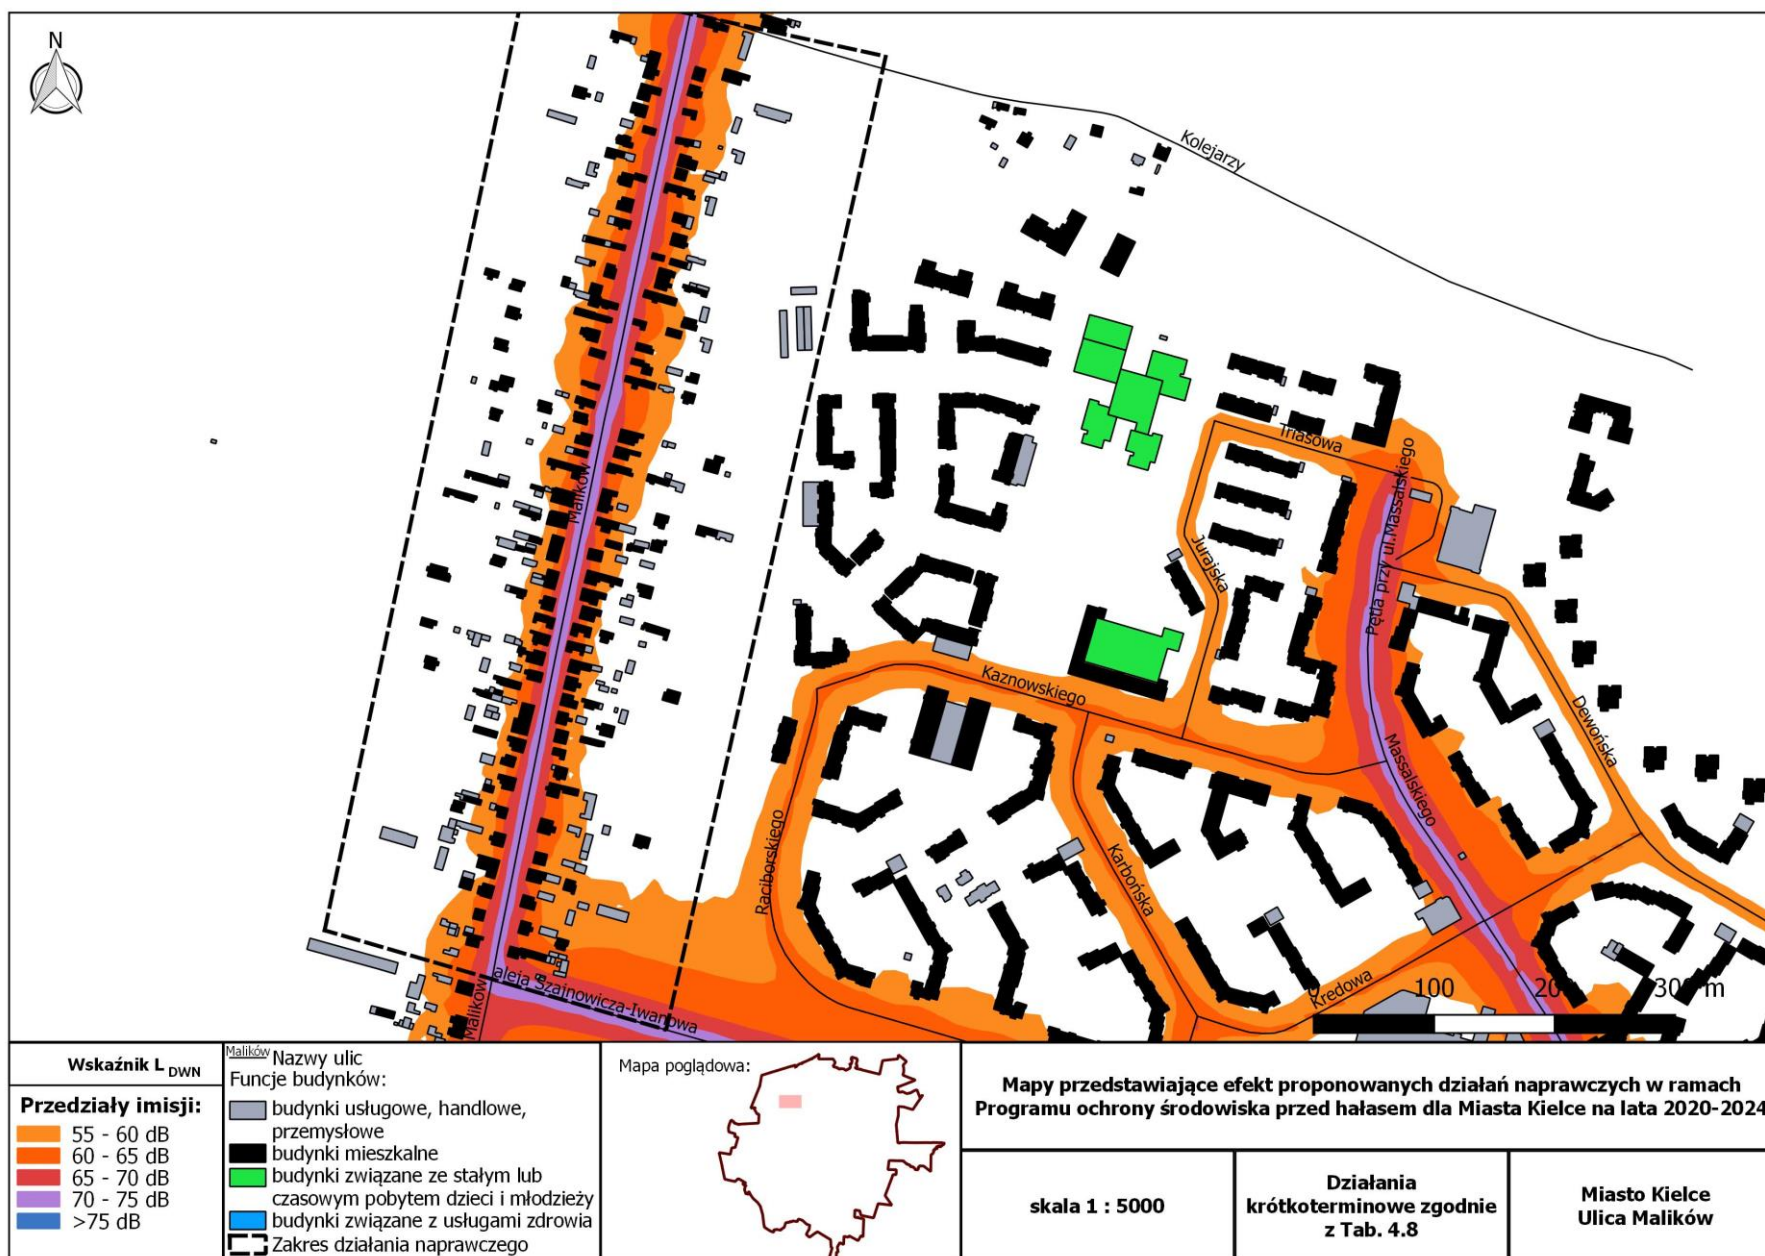 N
Kolejarzy
Triasowa
Pętla przy ul.Massalskiego
Malików
Jurajska
Kaznowskiego
Dewońska
Massalskiego
Raciborskiego
Karbońska
aleja Szajnowicza-Iwanowa
Malików
Kredowa
0 100 200 300 m
Wskaźnik L DWN
Przedziały imisji:
55 - 60 dB
60 - 65 dB
65 - 70 dB
70 - 75 dB
>75 dB
Malików Nazwy ulic
Funcje budynków:
budynki usługowe, handlowe,
przemysłowe
budynki mieszkalne
budynki związane ze stałym lub
czasowym pobytem dzieci i młodzieży
budynki związane z usługami zdrowia
Zakres działania naprawczego
Mapa poglądowa:
Mapy przedstawiające efekt proponowanych działań naprawczych w ramach
Programu ochrony środowiska przed hałasem dla Miasta Kielce na lata 2020-2024
skala 1 : 5000
Działania
krótkoterminowe zgodnie
z Tab. 4.8
Miasto Kielce
Ulica Malików